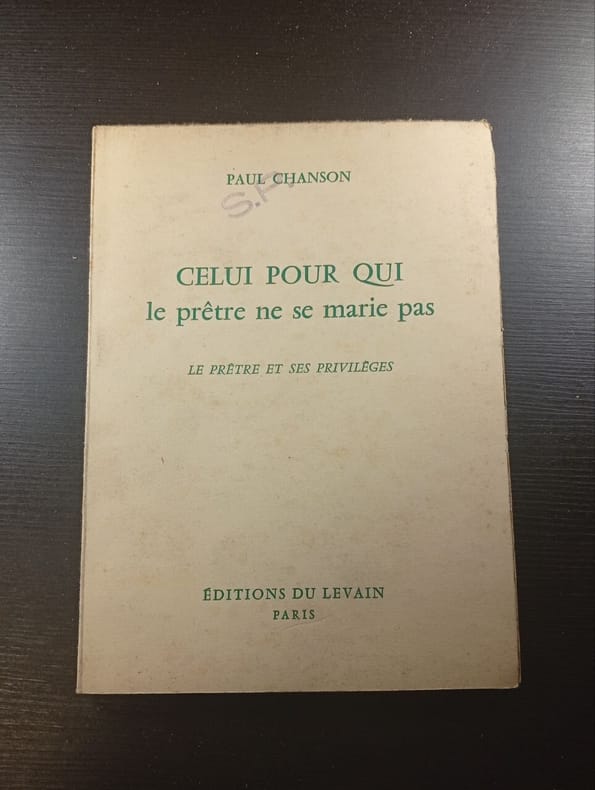 PAUL CHANSON
S.P.
CELUI POUR QUI
le prêtre ne se marie pas
LE PRÊTRE ET SES PRIVILÈGES
ÉDITIONS DU LEVAIN
PARIS